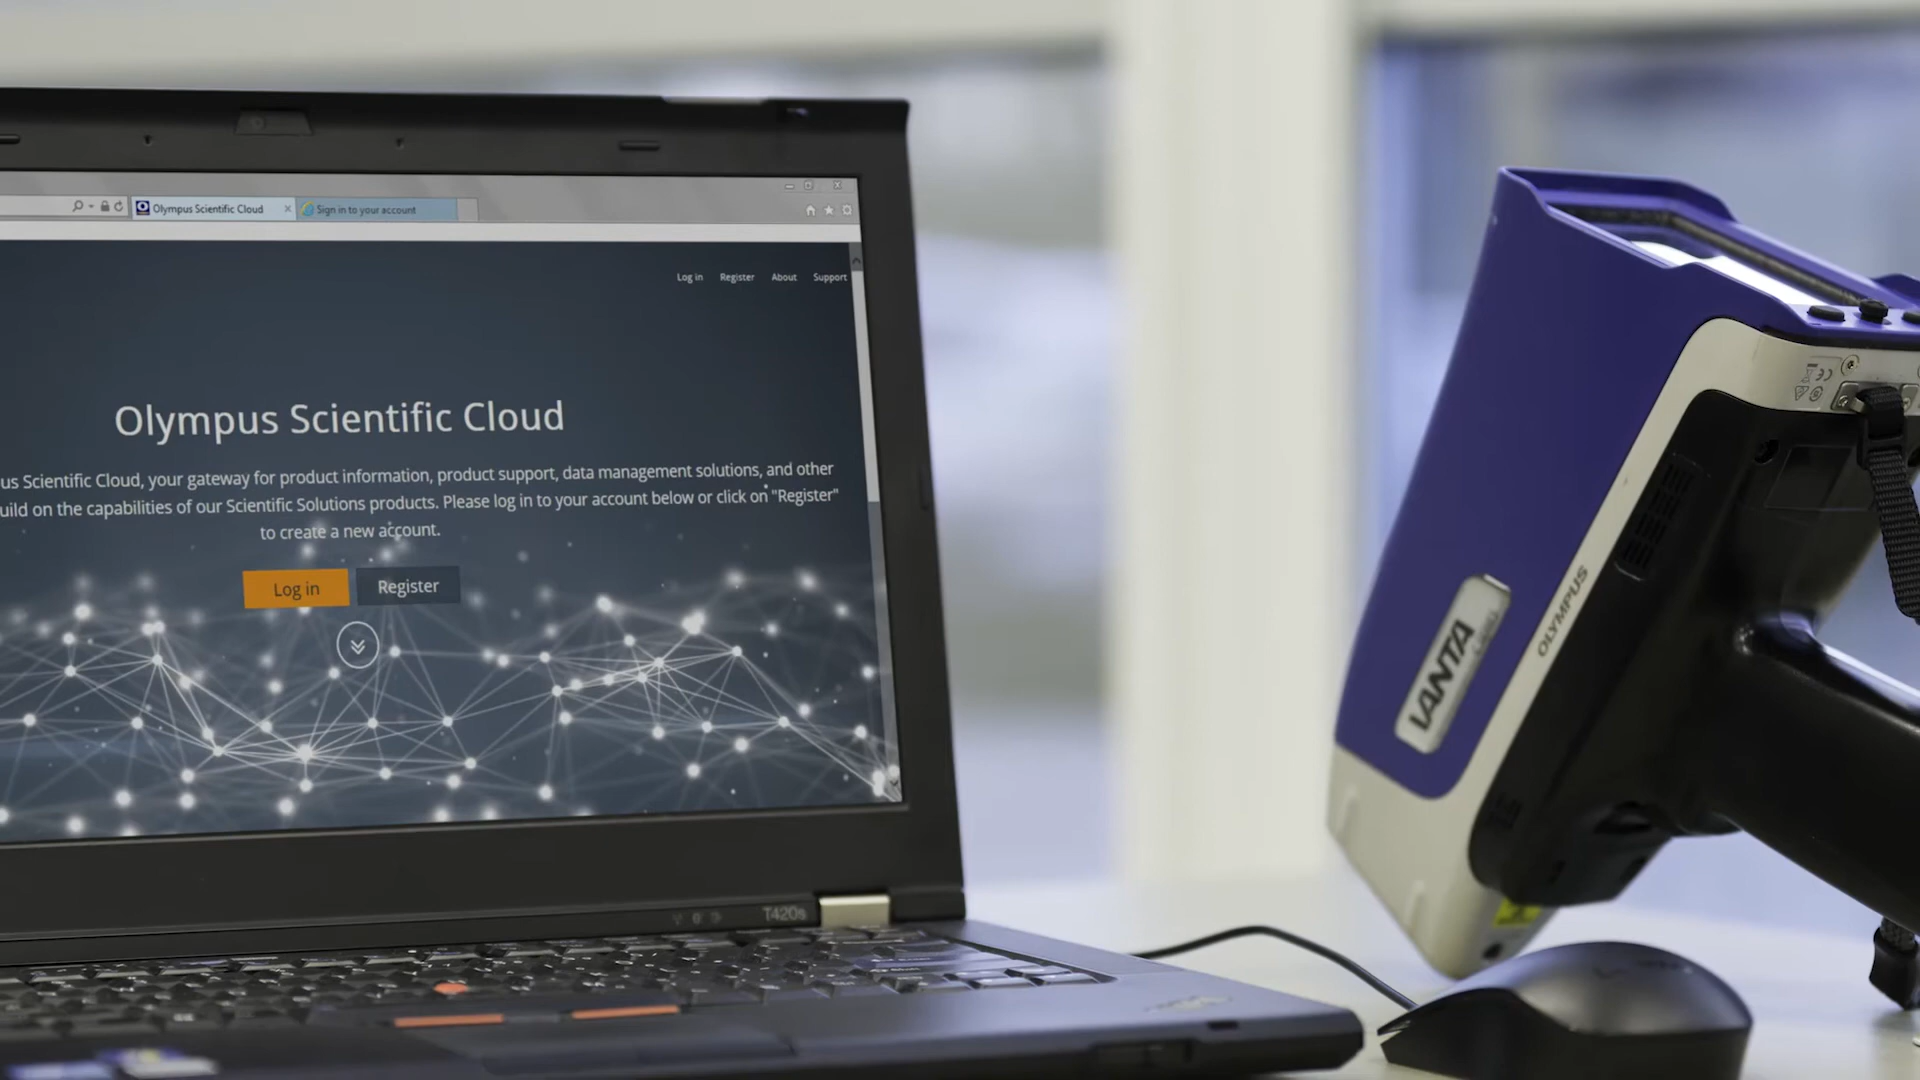 Olympus Scientific Cloud
Sign in to your account
Log in Register About Support
Olympus Scientific Cloud
us Scientific Cloud, your gateway for product information, product support, data management solutions, and other
uild on the capabilities of our Scientific Solutions products. Please log in to your account below or click on "Register"
to create a new account.
Log in
Register
T420s
VANTA
OLYMPUS